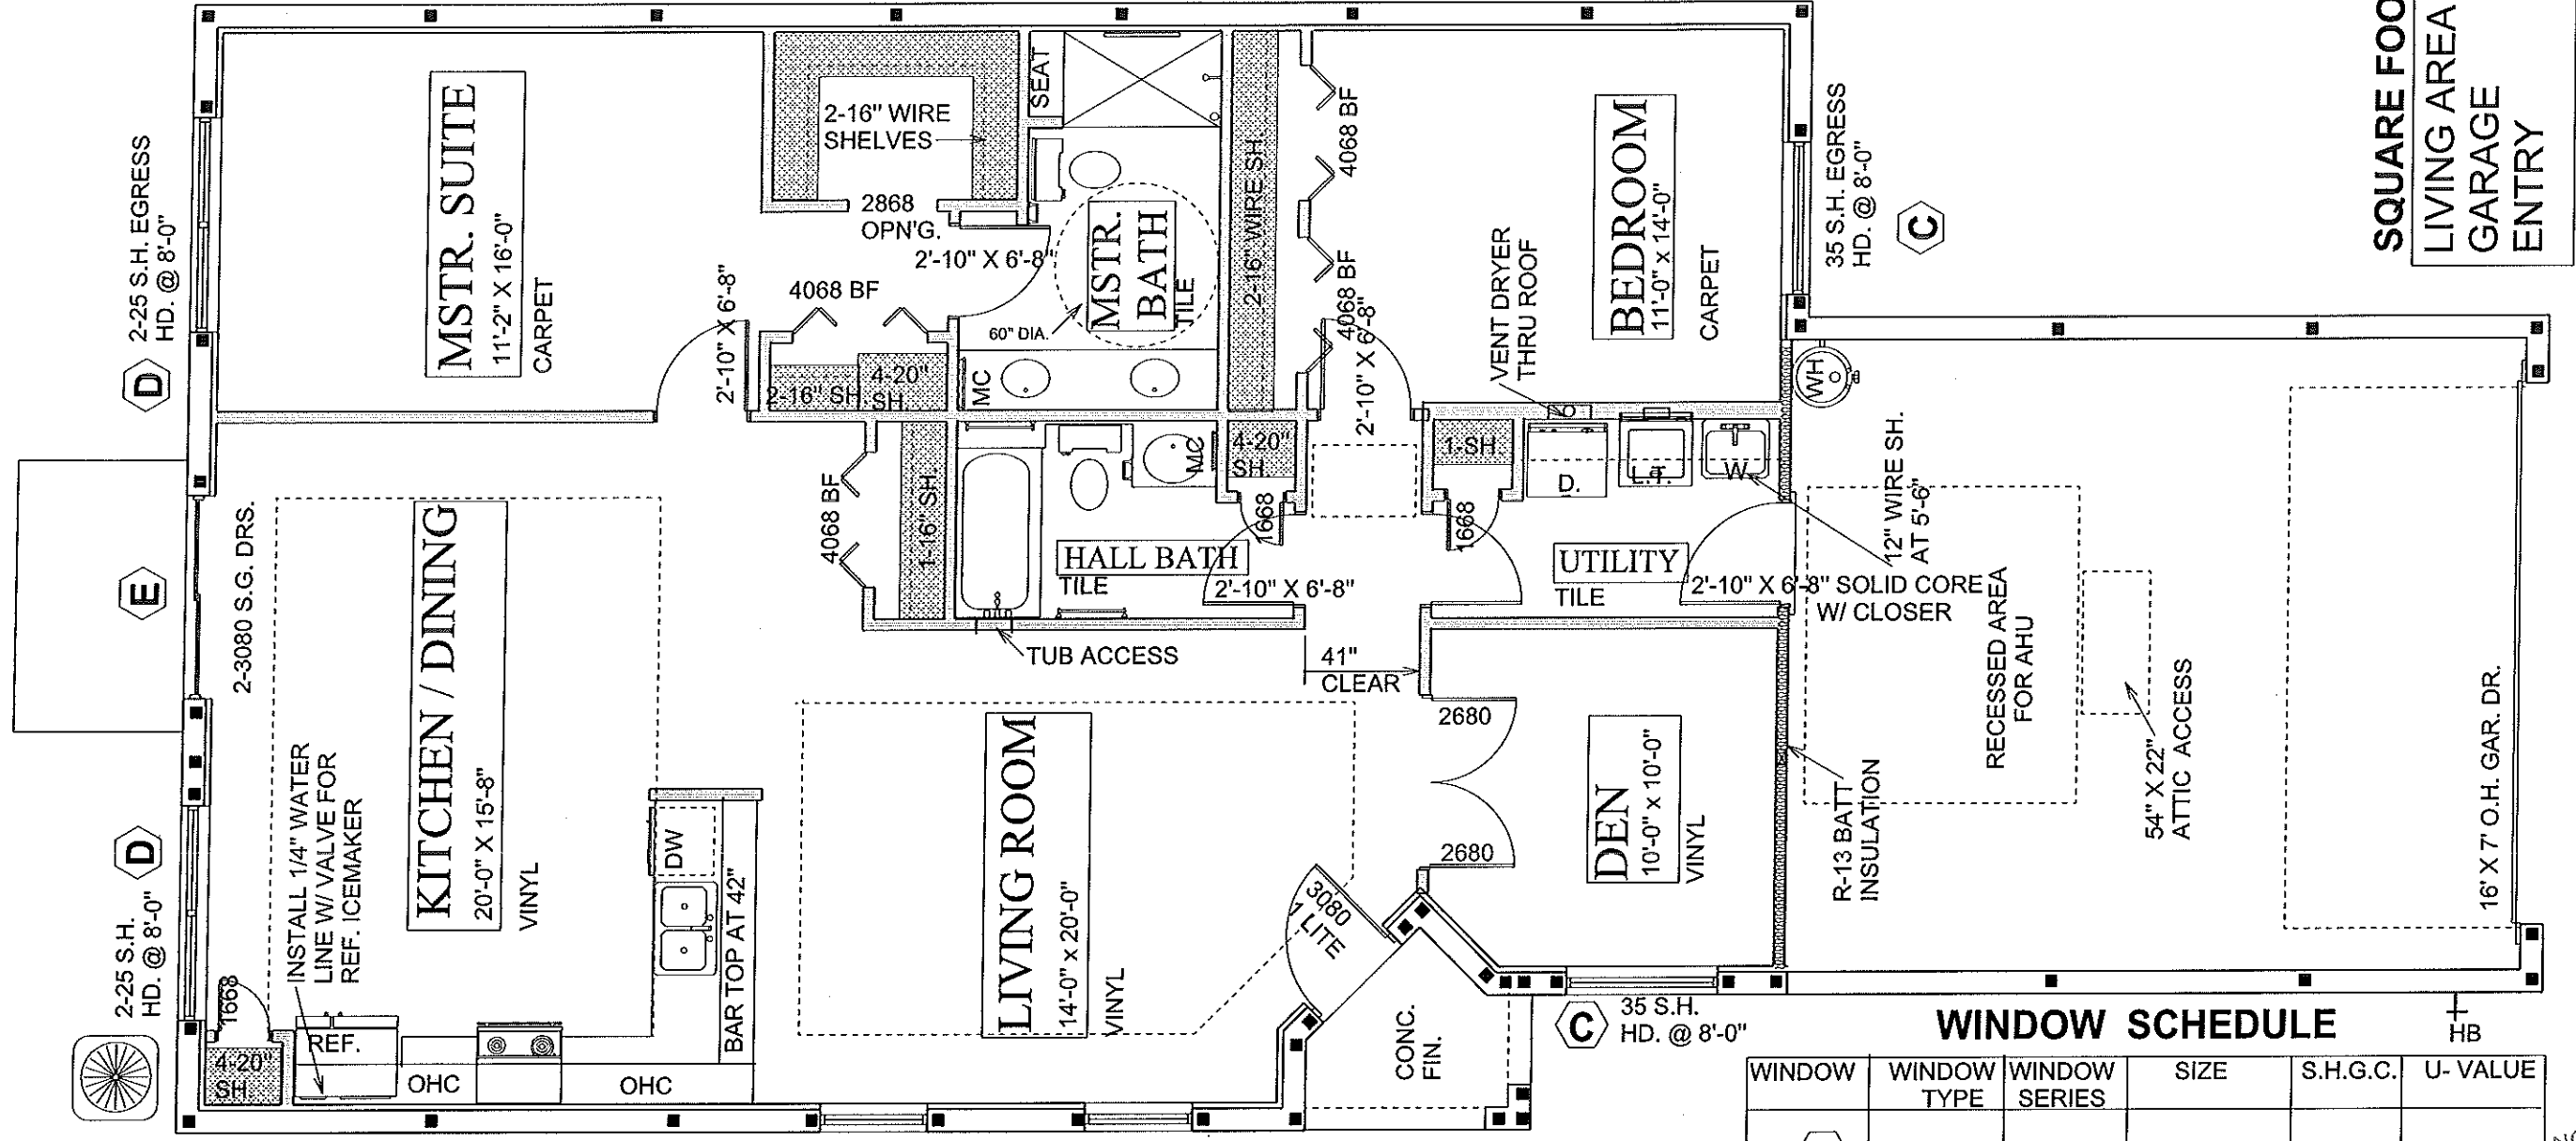 D
2-25 S.H. EGRESS
HD. @ 8'-0"
MSTR. SUITE
11'-2" X 16'-0"
CARPET
2-16" WIRE
SHELVES
2868
OPN'G.
2'-10" X 6'-8"
2'-10" X 6'-8"
4068 BF
2-16" SH.
4-20"
SH.
SEAT
MSTR.
BATH
TILE
60" DIA.
MC
2-16" WIRE SH.
4068 BF
4068 BF
4068 BF
2'-10" X 6'-8"
BEDROOM
11'-0" x 14'-0"
CARPET
35 S.H. EGRESS
HD. @ 8'-0"
C
SQUARE FOO
LIVING AREA
GARAGE
ENTRY
E
2-3080 S.G. DRS.
KITCHEN / DINING
20'-0" X 15'-8"
VINYL
4068 BF
1-16" SH.
HALL BATH
TILE
MC
2'-10" X 6'-8"
4-20"
SH.
1668
TUB ACCESS
1-SH.
1668
VENT DRYER
THRU ROOF
D.
L.T.
W.
UTILITY
TILE
2'-10" X 6'-8" SOLID CORE
W/ CLOSER
12" WIRE SH.
AT 5'-6"
WH
RECESSED AREA
FOR AHU
54" X 22"
ATTIC ACCESS
16' X 7' O.H. GAR. DR.
R-13 BATT
INSULATION
D
2-25 S.H.
HD. @ 8'-0"
1668
4-20"
SH.
INSTALL 1/4" WATER
LINE W/ VALVE FOR
REF. ICEMAKER
REF.
OHC
OHC
DW
BAR TOP AT 42"
LIVING ROOM
14'-0" x 20'-0"
VINYL
41"
CLEAR
2680
2680
DEN
10'-0" x 10'-0"
VINYL
3080
1 LITE
CONC.
FIN.
C
35 S.H.
HD. @ 8'-0"
HB
WINDOW SCHEDULE
WINDOW
WINDOW
TYPE
WINDOW
SERIES
SIZE
S.H.G.C.
U- VALUE